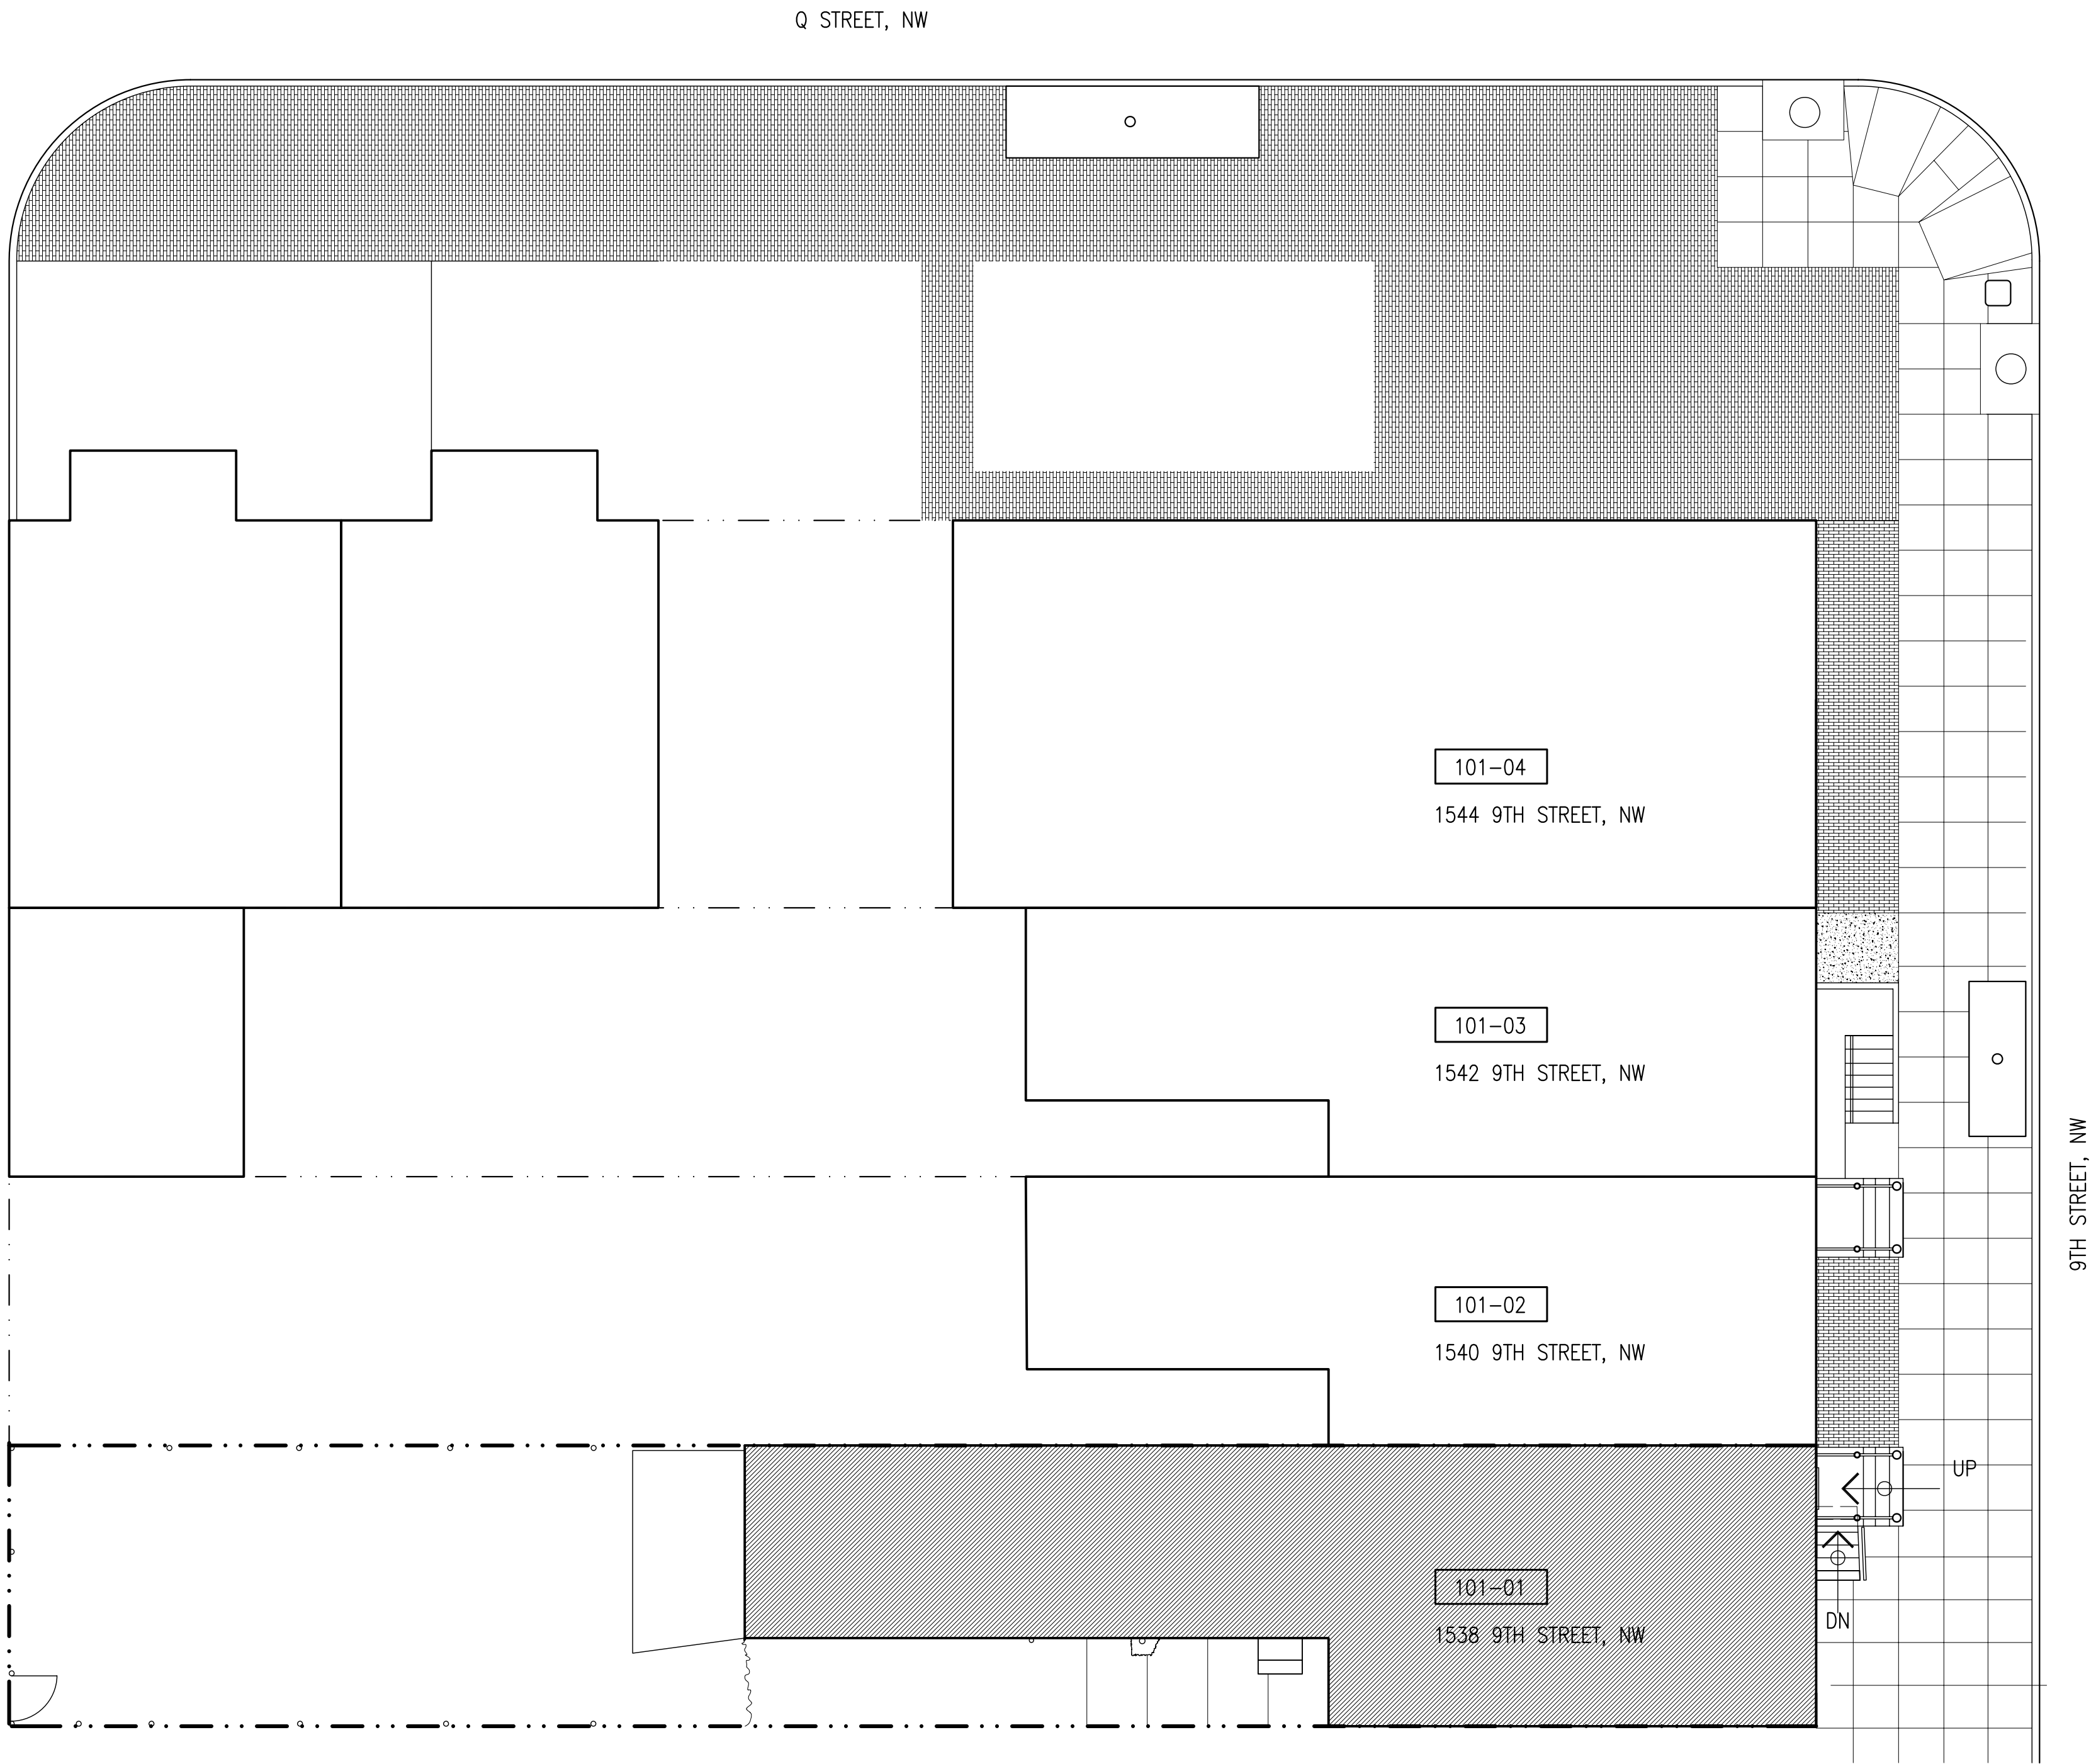 Q STREET, NW
101-04
1544 9TH STREET, NW
101-03
1542 9TH STREET, NW
9TH STREET, NW
101-02
1540 9TH STREET, NW
UP
101-01
DN
1538 9TH STREET, NW